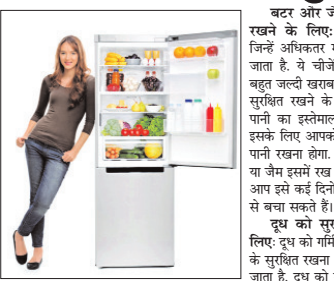 बटर और जै
रखने के लिए:
जिन्हें अधिकतर
जाता है. ये चीजें
बहुत जल्दी खराब
सुरक्षित रखने के
पानी का इस्तेमाल
इसके लिए आपको
पानी रखना होगा.
या जैम इसमें रख
आप इसे कई दिनों
से बचा सकते हैं।
दूध को सुर
लिए: दूध को गर्मि
के सुरक्षित रखना
जाता है. दूध को